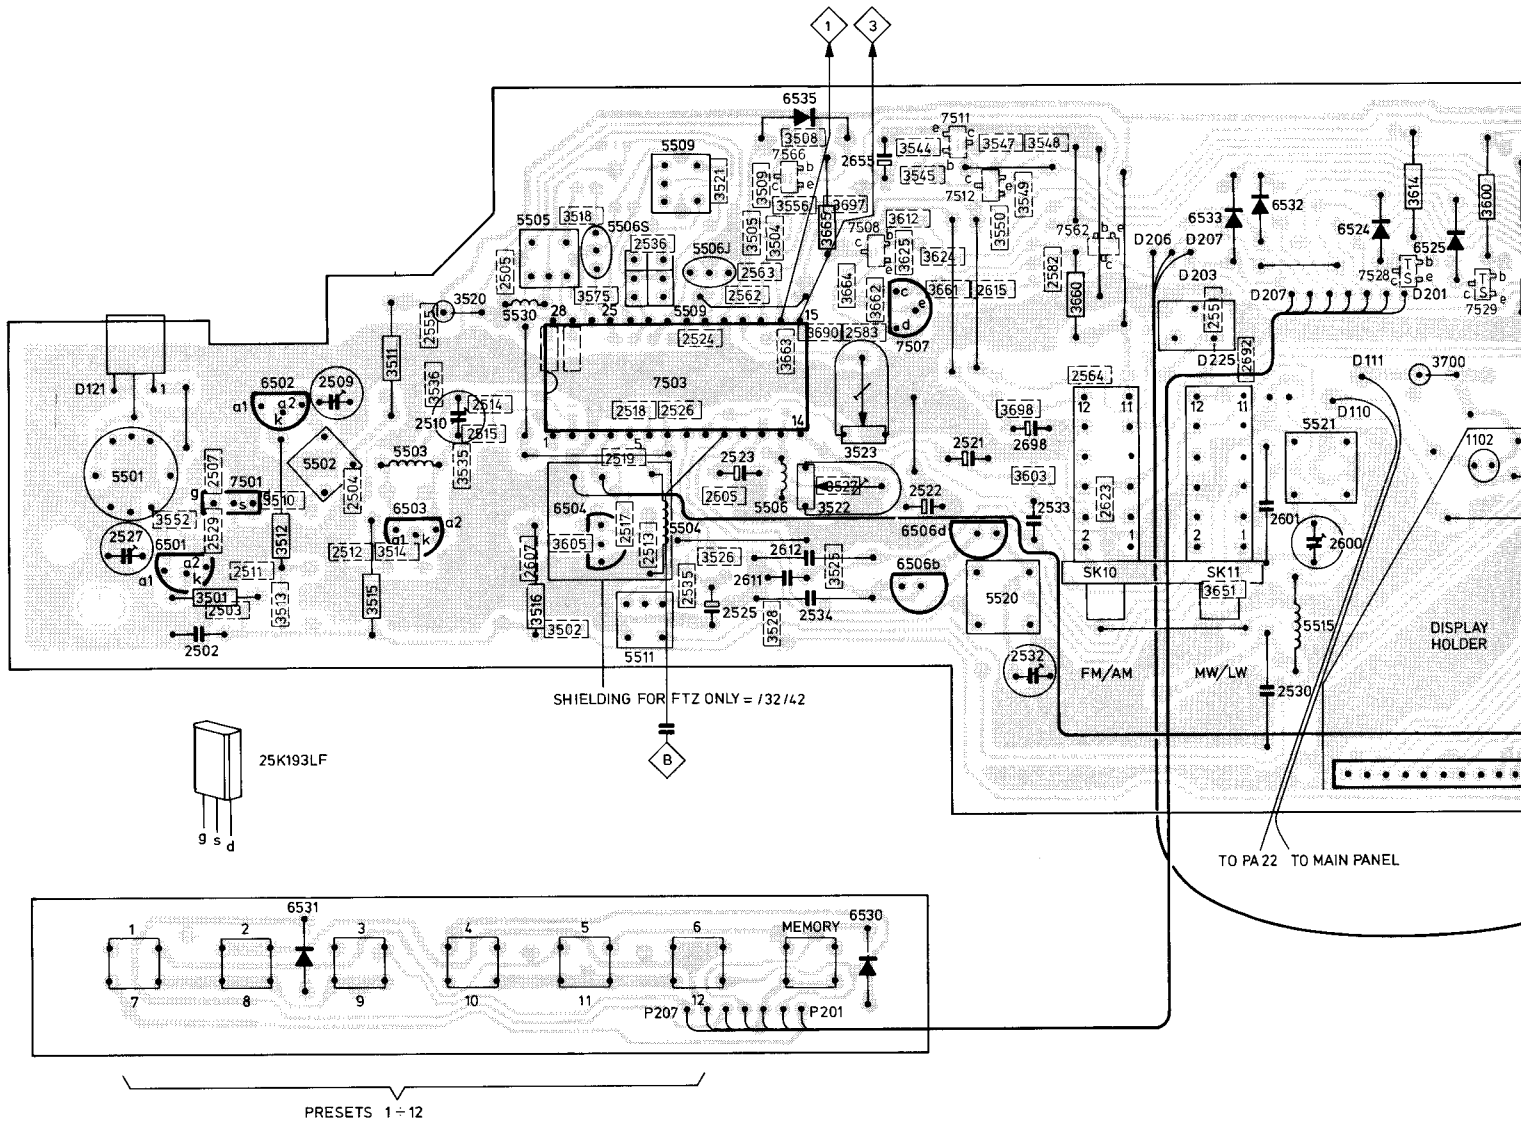 1 3
6535
3508
7566
b
c e
5509
3521
3509
3556
3697
3665
2655
7511
e
c
b
3544
3547 3548
3545
7512
b
c e
3549
3550
3612
7508
b
c
e
3625
3624
3505
3504
5505
3518
5506S
2536
5506J
2563
2562
2505
3575
5530
3520
2555
3511
3536
28 25 5509 15
2524
3663
3690 2583
3664
3662
c
e
d
7507
3661 2615
2582
7562
b e
c
3660
D206 D207
D203
6533
6532
2551
D225
2692
D207 D201
6524
3614
6525
3600
7528
b
S
c e
7529
b
S
c e
D121 1
6502
a1 a2
k
2509
2510
2514
2515
7503
2518 2526
1 5 14
2519
3523
3698
2698
2564
12 11
12 11
D111
3700
D110
5521
1102
5501
2507
g
7501
d
s
3510
5502
2504
5503
3535
2523
2605
5506
3527
3522
2521
2522
3603
2533
2623
2601
2600
3552
2529
2527
6501
a1 a2
k
3512
6503
a1 a2
k
2512 3514
6504
3605
2517
2513
5504
2607
3526
2612
3525
2611
6506d
6506b
2511
3501
2503
3513
3515
3516
3502
2535
2525
3528
2534
5520
2 1
2 1
SK10 SK11
3651
5515
DISPLAY
HOLDER
2502
5511
2532
FM/AM
MW/LW
2530
SHIELDING FOR FTZ ONLY = /32/42
B
25K193LF
g s d
TO PA22 TO MAIN PANEL
6531
6530
1 2 3 4 5 6 MEMORY
7 8 9 10 11 12
P207 P201
PRESETS 1÷12